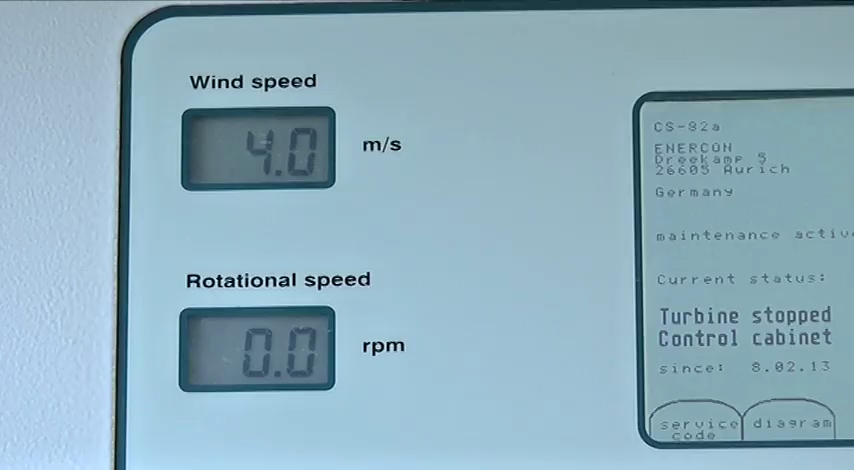 Wind speed
4.0 m/s
Rotational speed
0.0 rpm
CS-82a
ENERCON
Dreekamp 5
26605 Aurich
Germany
maintenance activ
Current status:
Turbine stopped
Control cabinet
since: 8.02.13
service code
diagram